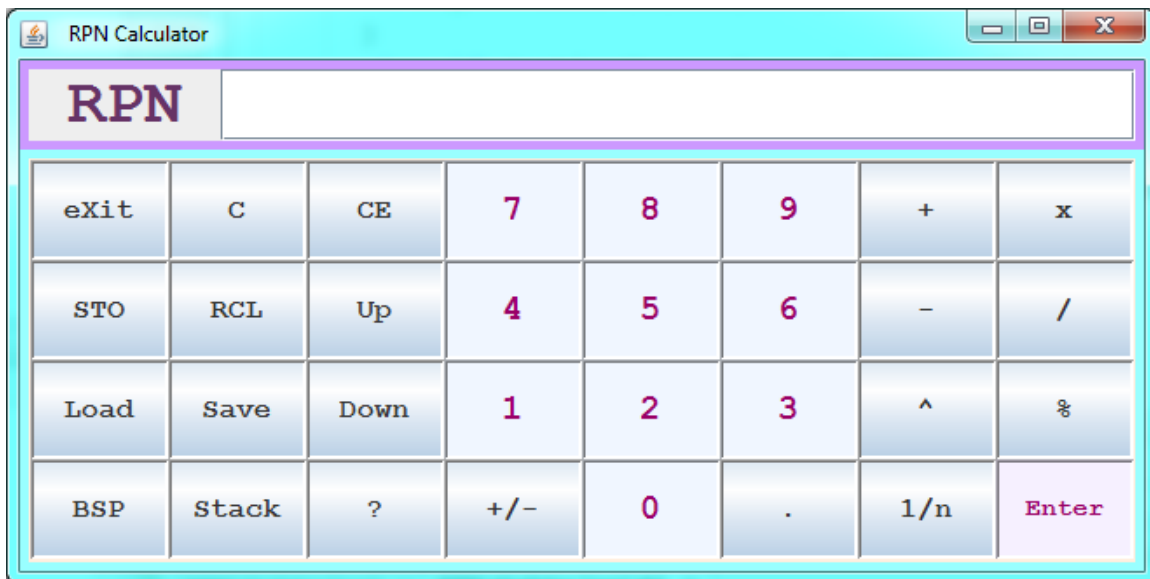 RPN Calculator
RPN
eXit C CE 7 8 9 + x
STO RCL Up 4 5 6 - /
Load Save Down 1 2 3 ^ %
BSP Stack ? +/- 0 . 1/n Enter